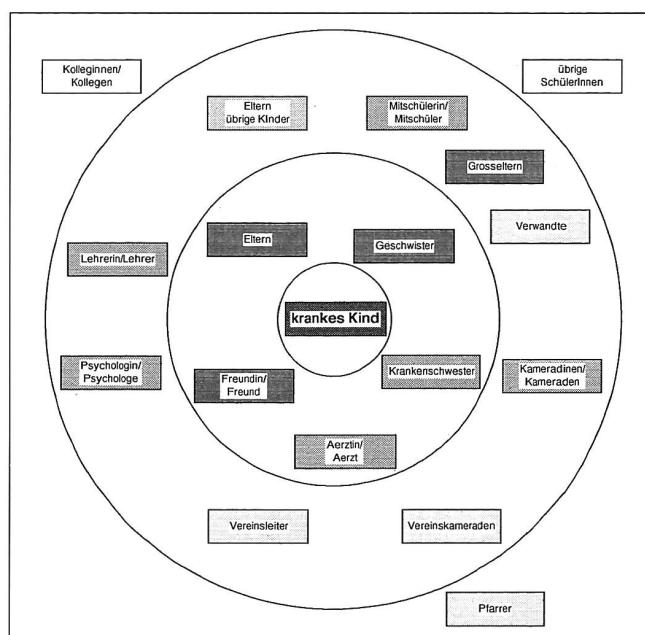 Kolleginnen/
Kollegen
übrige
SchülerInnen
Eltern
übrige KInder
Mitschülerin/
Mitschüler
Grosseltern
Verwandte
Eltern
Geschwister
Lehrerin/Lehrer
krankes Kind
Psychologin/
Psychologe
Freundin/
Freund
Krankenschwester
Kameradinen/
Kameraden
Aerztin/
Aerzt
Vereinsleiter
Vereinskameraden
Pfarrer